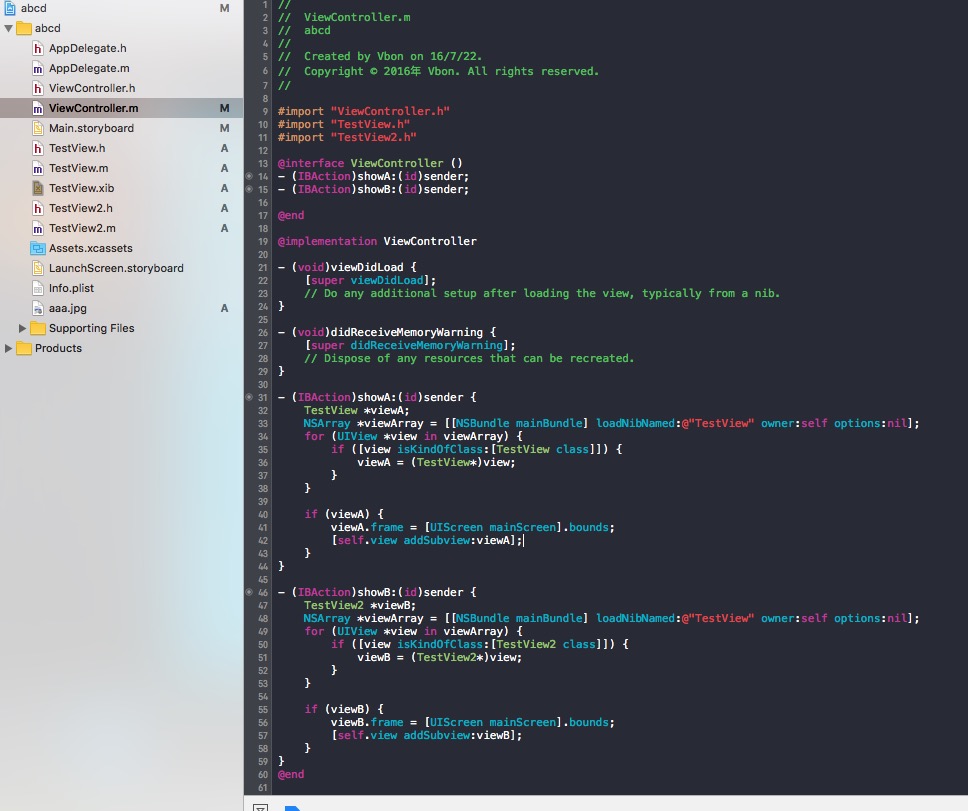 abcd M
abcd
AppDelegate.h
AppDelegate.m
ViewController.h
ViewController.m M
Main.storyboard M
TestView.h A
TestView.m A
TestView.xib A
TestView2.h A
TestView2.m A
Assets.xcassets
LaunchScreen.storyboard
Info.plist
aaa.jpg A
Supporting Files
Products
1 //
2 //  ViewController.m
3 //  abcd
4 //
5 //  Created by Vbon on 16/7/22.
6 //  Copyright © 2016年 Vbon. All rights reserved.
7 //
8
9 #import "ViewController.h"
10 #import "TestView.h"
11 #import "TestView2.h"
12
13 @interface ViewController ()
14 - (IBAction)showA:(id)sender;
15 - (IBAction)showB:(id)sender;
16
17 @end
18
19 @implementation ViewController
20
21 - (void)viewDidLoad {
22     [super viewDidLoad];
23     // Do any additional setup after loading the view, typically from a nib.
24 }
25
26 - (void)didReceiveMemoryWarning {
27     [super didReceiveMemoryWarning];
28     // Dispose of any resources that can be recreated.
29 }
30
31 - (IBAction)showA:(id)sender {
32     TestView *viewA;
33     NSArray *viewArray = [[NSBundle mainBundle] loadNibNamed:@"TestView" owner:self options:nil];
34     for (UIView *view in viewArray) {
35         if ([view isKindOfClass:[TestView class]]) {
36             viewA = (TestView*)view;
37         }
38     }
39
40     if (viewA) {
41         viewA.frame = [UIScreen mainScreen].bounds;
42         [self.view addSubview:viewA];
43     }
44 }
45
46 - (IBAction)showB:(id)sender {
47     TestView2 *viewB;
48     NSArray *viewArray = [[NSBundle mainBundle] loadNibNamed:@"TestView" owner:self options:nil];
49     for (UIView *view in viewArray) {
50         if ([view isKindOfClass:[TestView2 class]]) {
51             viewB = (TestView2*)view;
52         }
53     }
54
55     if (viewB) {
56         viewB.frame = [UIScreen mainScreen].bounds;
57         [self.view addSubview:viewB];
58     }
59 }
60 @end
61